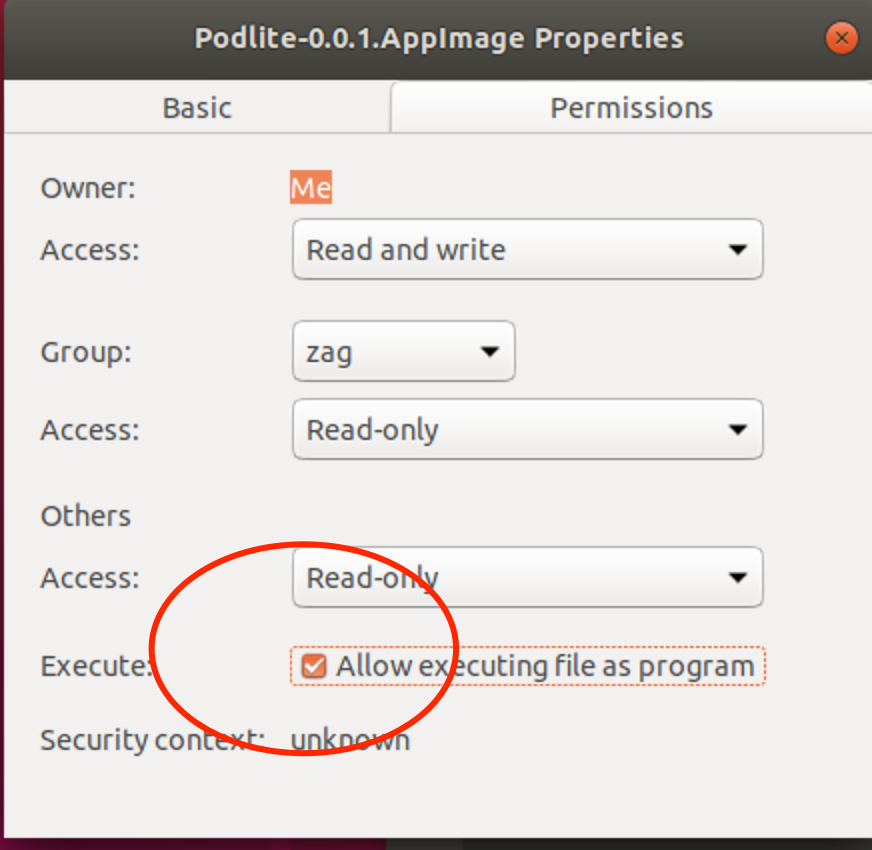 Podlite-0.0.1.AppImage Properties
Basic Permissions
Owner: Me
Access: Read and write
Group: zag
Access: Read-only
Others
Access: Read-only
Execute: Allow executing file as program
Security context: unknown